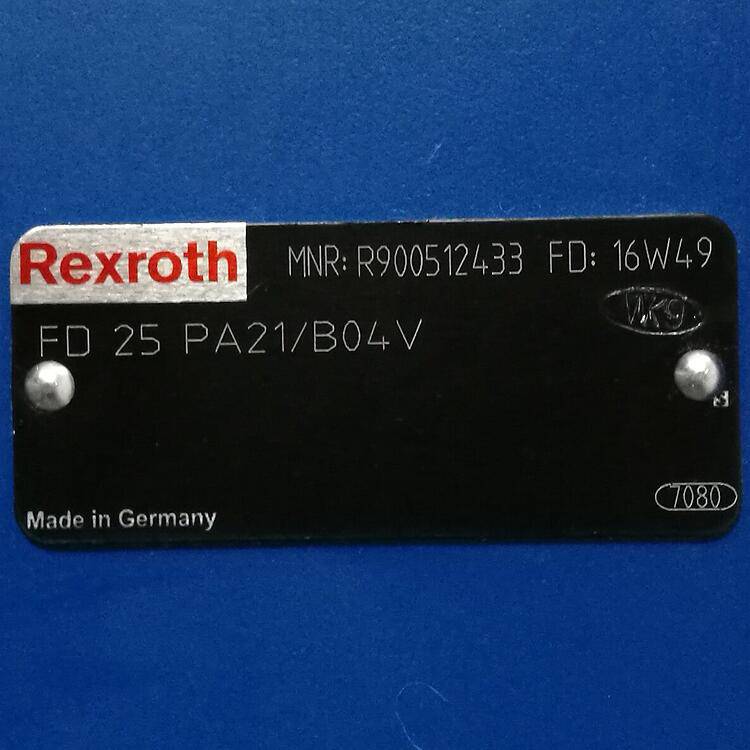 Rexroth
MNR: R900512433 FD: 16W49
FD 25 PA21/B04V
7080
Made in Germany